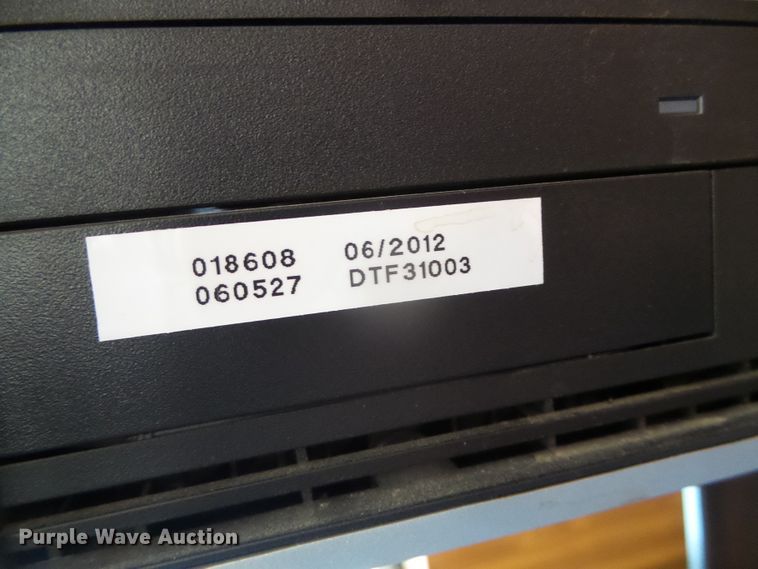 018608 06/2012
060527 DTF31003
Purple Wave Auction